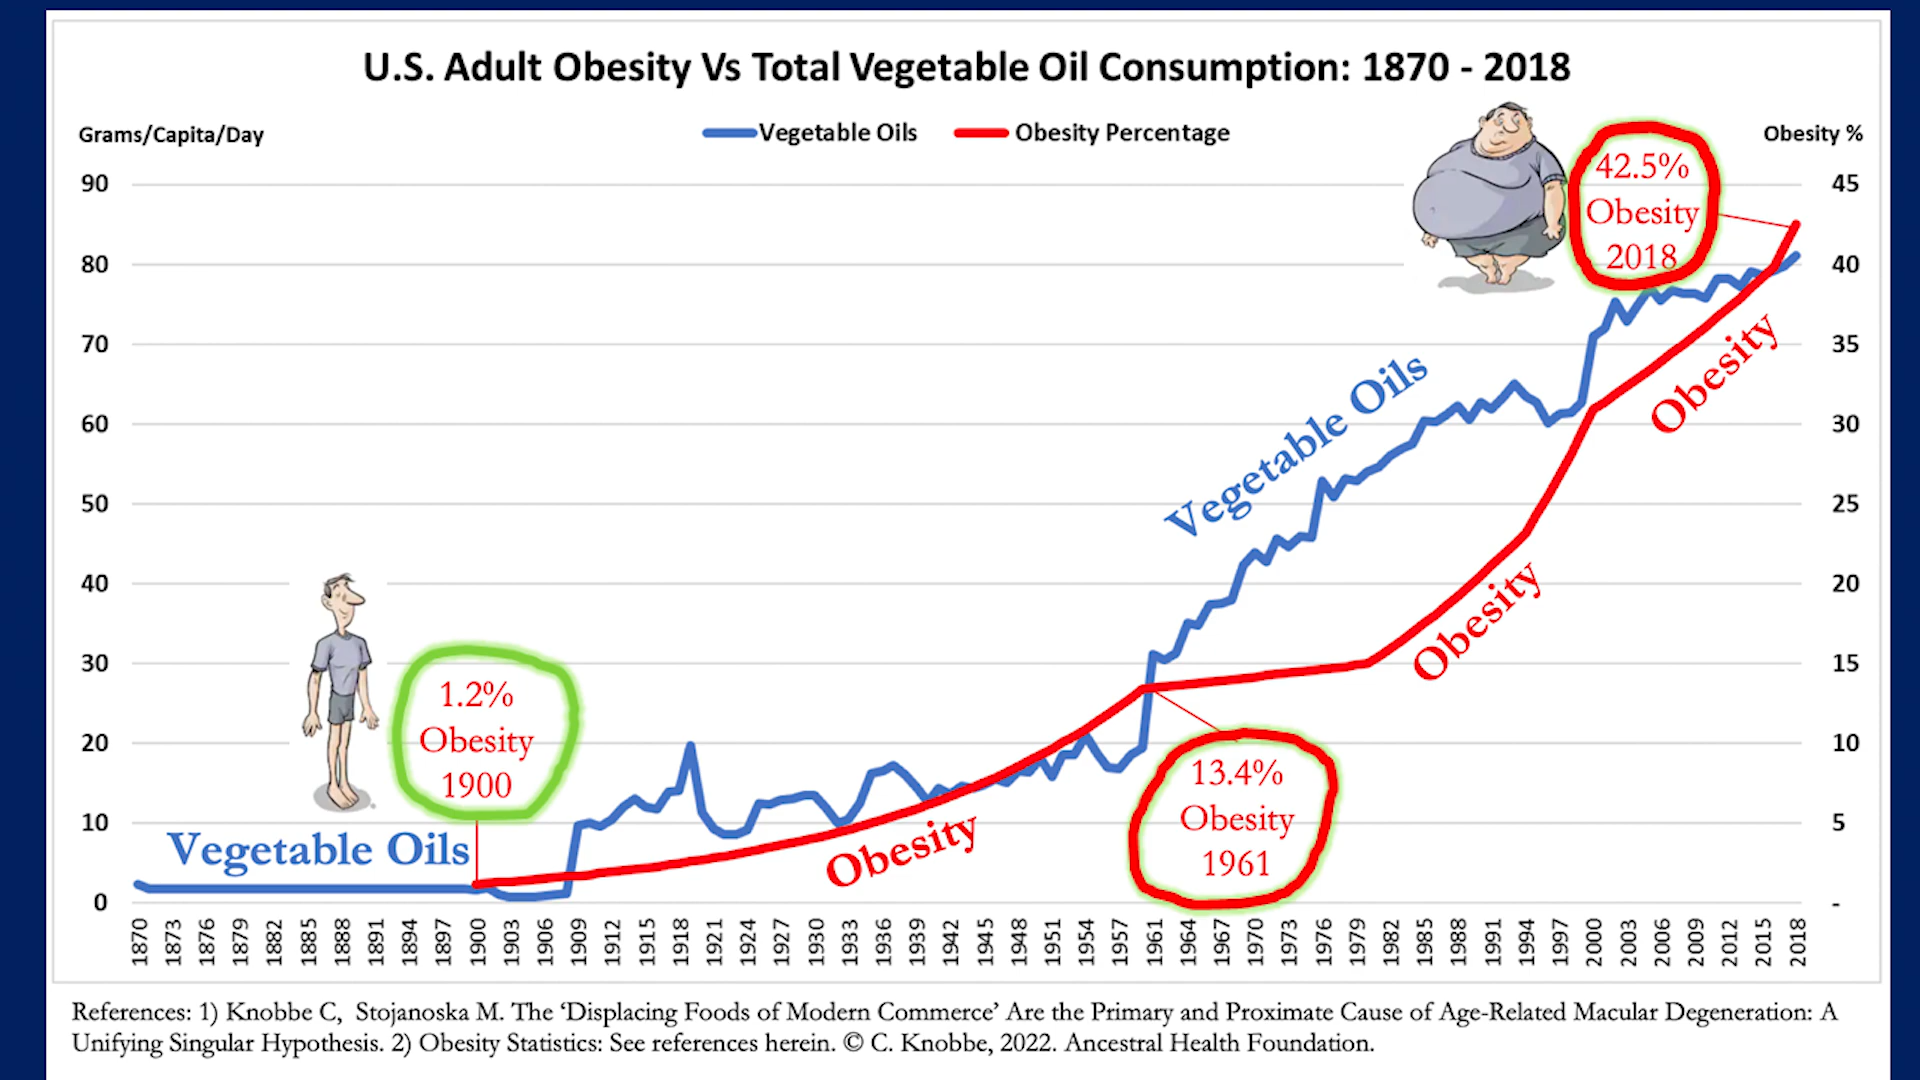 U.S. Adult Obesity Vs Total Vegetable Oil Consumption: 1870 - 2018
Grams/Capita/Day
Vegetable Oils
Obesity Percentage
Obesity %
42.5%
Obesity
2018
90
80
70
60
50
40
30
20
10
0
45
40
35
30
25
20
15
10
5
-
Vegetable Oils
Obesity
Obesity
1.2%
Obesity
1900
Vegetable Oils
Obesity
13.4%
Obesity
1961
1870 1873 1876 1879 1882 1885 1888 1891 1894 1897 1900 1903 1906 1909 1912 1915 1918 1921 1924 1927 1930 1933 1936 1939 1942 1945 1948 1951 1954 1957 1961 1964 1967 1970 1973 1976 1979 1982 1985 1988 1991 1994 1997 2000 2003 2006 2009 2012 2015 2018
References: 1) Knobbe C, Stojanoska M. The ‘Displacing Foods of Modern Commerce’ Are the Primary and Proximate Cause of Age-Related Macular Degeneration: A
Unifying Singular Hypothesis. 2) Obesity Statistics: See references herein. © C. Knobbe, 2022. Ancestral Health Foundation.